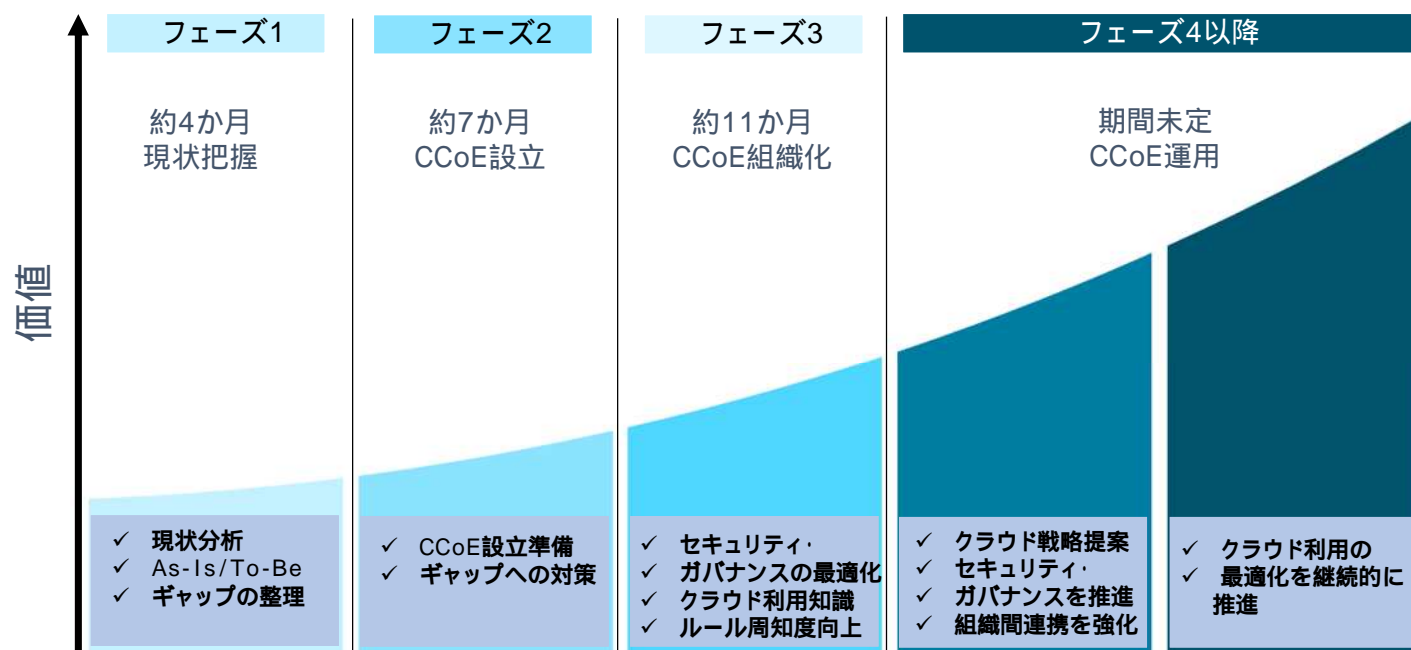 フェーズ1
フェーズ2
フェーズ3
フェーズ4以降
約4か月
現状把握
約7か月
CCoE設立
約11か月
CCoE組織化
期間未定
CCoE運用
価値
✓ 現状分析
✓ As-Is/To-Be
✓ ギャップの整理
✓ CCoE設立準備
✓ ギャップへの対策
✓ セキュリティ・
✓ ガバナンスの最適化
✓ クラウド利用知識
✓ ルール周知度向上
✓ クラウド戦略提案
✓ セキュリティ・
✓ ガバナンスを推進
✓ 組織間連携を強化
✓ クラウド利用の
✓ 最適化を継続的に
推進